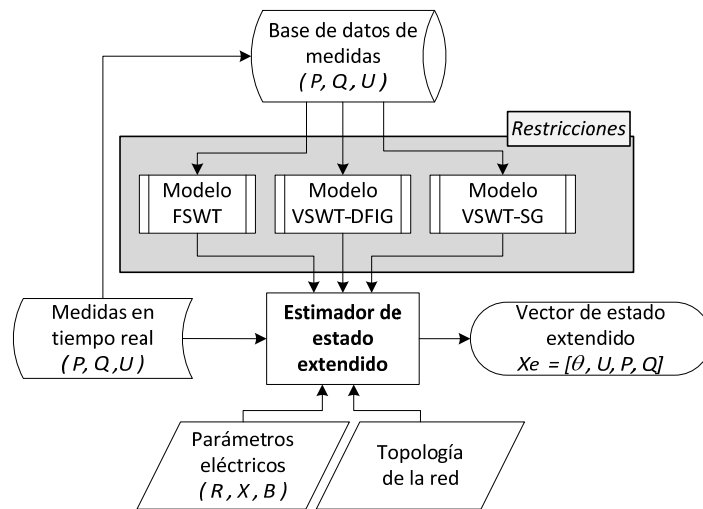 Base de datos de
medidas
( P, Q, U )
Restricciones
Modelo
FSWT
Modelo
VSWT-DFIG
Modelo
VSWT-SG
Medidas en
tiempo real
( P, Q ,U )
Estimador de
estado
extendido
Vector de estado
extendido
Xe = [θ, U, P, Q]
Parámetros
eléctricos
( R , X , B )
Topología
de la red